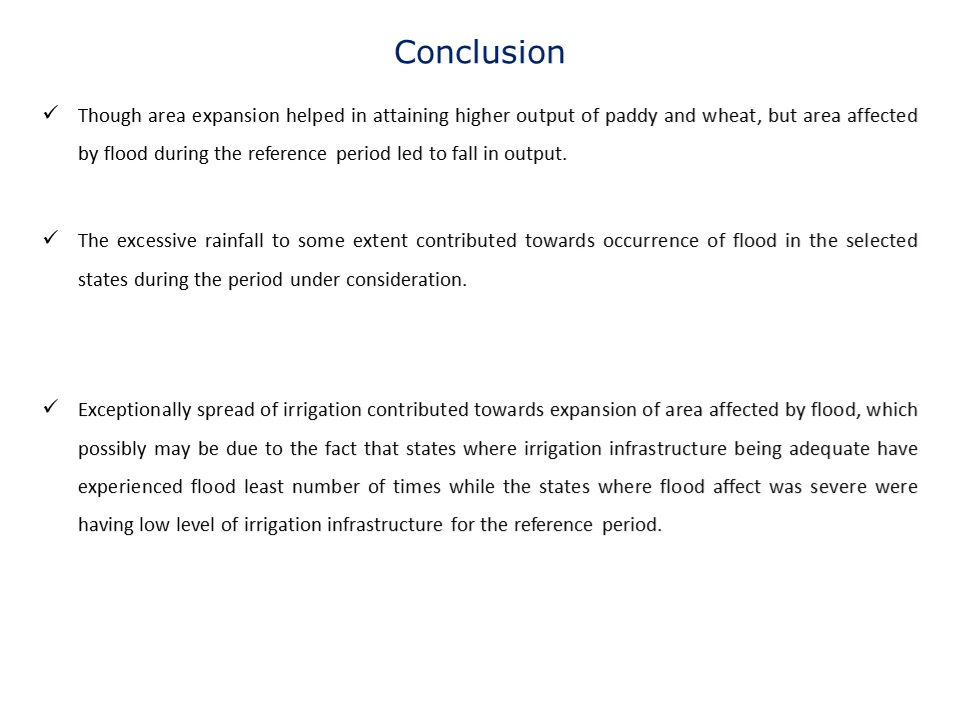 Conclusion
✓ Though area expansion helped in attaining higher output of paddy and wheat, but area affected
by flood during the reference period led to fall in output.
✓ The excessive rainfall to some extent contributed towards occurrence of flood in the selected
states during the period under consideration.
✓ Exceptionally spread of irrigation contributed towards expansion of area affected by flood, which
possibly may be due to the fact that states where irrigation infrastructure being adequate have
experienced flood least number of times while the states where flood affect was severe were
having low level of irrigation infrastructure for the reference period.